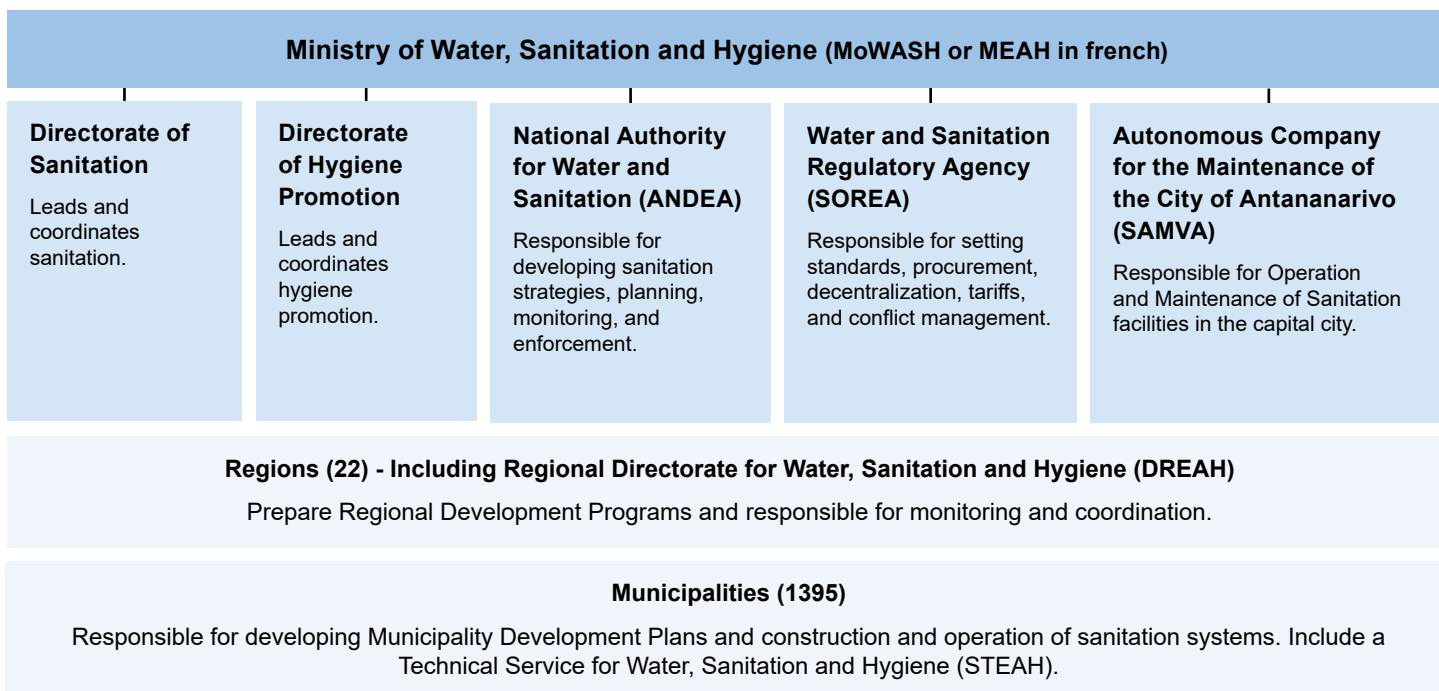 Ministry of Water, Sanitation and Hygiene (MoWASH or MEAH in french)
Directorate of
Sanitation
Leads and
coordinates
sanitation.
Directorate
of Hygiene
Promotion
Leads and
coordinates
hygiene
promotion.
National Authority
for Water and
Sanitation (ANDEA)
Responsible for
developing sanitation
strategies, planning,
monitoring, and
enforcement.
Water and Sanitation
Regulatory Agency
(SOREA)
Responsible for setting
standards, procurement,
decentralization, tariffs,
and conflict management.
Autonomous Company
for the Maintenance of
the City of Antananarivo
(SAMVA)
Responsible for Operation
and Maintenance of Sanitation
facilities in the capital city.
Regions (22) - Including Regional Directorate for Water, Sanitation and Hygiene (DREAH)
Prepare Regional Development Programs and responsible for monitoring and coordination.
Municipalities (1395)
Responsible for developing Municipality Development Plans and construction and operation of sanitation systems. Include a
Technical Service for Water, Sanitation and Hygiene (STEAH).